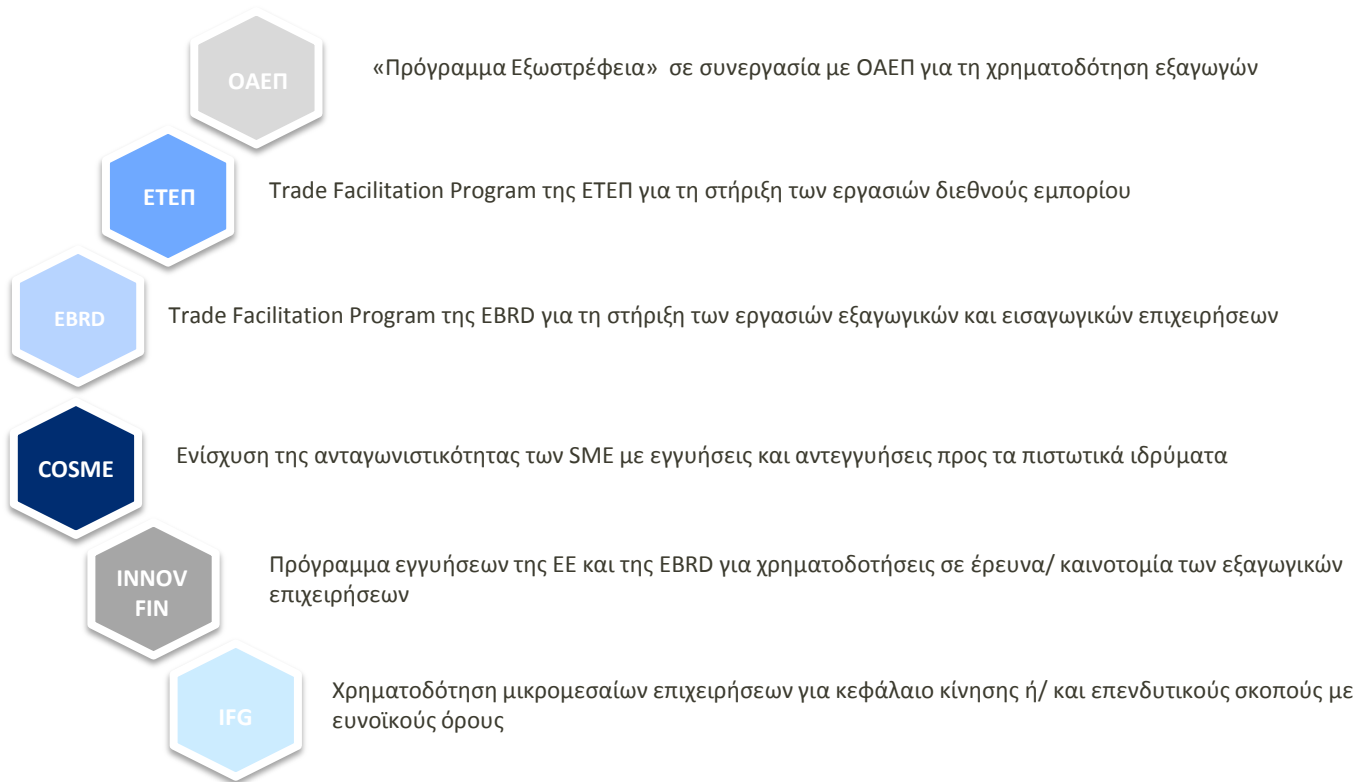 ΟΑΕΠ
«Πρόγραμμα Εξωστρέφεια» σε συνεργασία με ΟΑΕΠ για τη χρηματοδότηση εξαγωγών
ΕΤΕΠ
Trade Facilitation Program της ΕΤΕΠ για τη στήριξη των εργασιών διεθνούς εμπορίου
EBRD
Trade Facilitation Program της EBRD για τη στήριξη των εργασιών εξαγωγικών και εισαγωγικών επιχειρήσεων
COSME
Ενίσχυση της ανταγωνιστικότητας των SME με εγγυήσεις και αντεγγυήσεις προς τα πιστωτικά ιδρύματα
INNOV
FIN
Πρόγραμμα εγγυήσεων της ΕΕ και της EBRD για χρηματοδοτήσεις σε έρευνα/ καινοτομία των εξαγωγικών
επιχειρήσεων
IFG
Χρηματοδότηση μικρομεσαίων επιχειρήσεων για κεφάλαιο κίνησης ή/ και επενδυτικούς σκοπούς με
ευνοϊκούς όρους